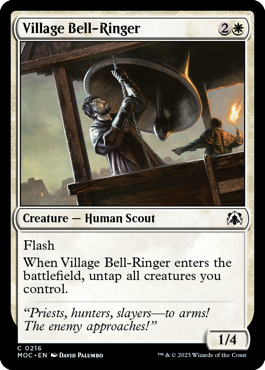 Village Bell-Ringer 2
Creature — Human Scout
Flash
When Village Bell-Ringer enters the
battlefield, untap all creatures you
control.
“Priests, hunters, slayers—to arms!
The enemy approaches!”
1/4
C 0216
MOC • EN DAVID PALUMBO
™ & © 2023 Wizards of the Coast